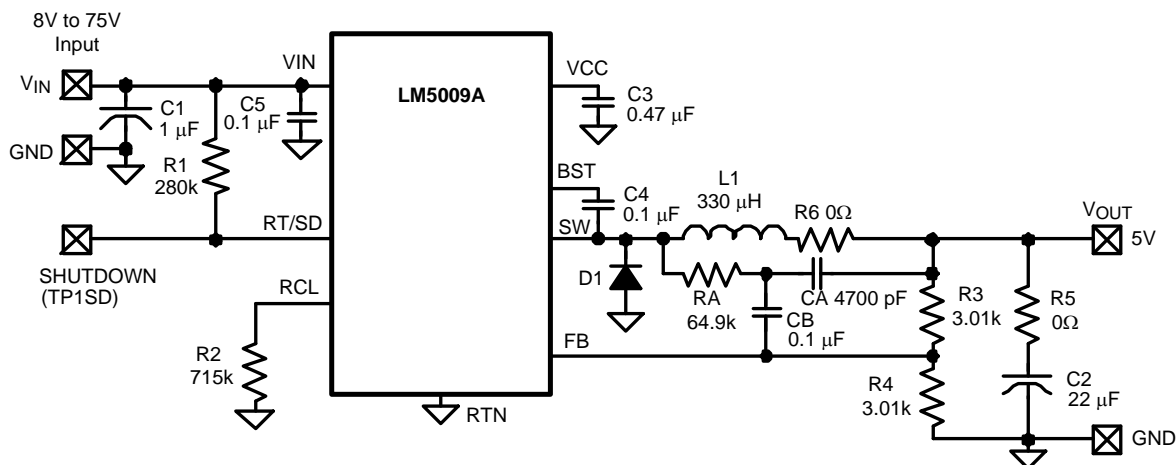 8V to 75V
Input
VIN
GND
C1
1 μF
C5
0.1 μF
R1
280k
SHUTDOWN
(TP1SD)
R2
715k
LM5009A
VIN
RT/SD
RCL
RTN
VCC
BST
SW
FB
C3
0.47 μF
C4
0.1 μF
L1
330 μH
R6 0Ω
D1
RA
64.9k
CA 4700 pF
CB
0.1 μF
R3
3.01k
R4
3.01k
R5
0Ω
C2
22 μF
VOUT
5V
GND